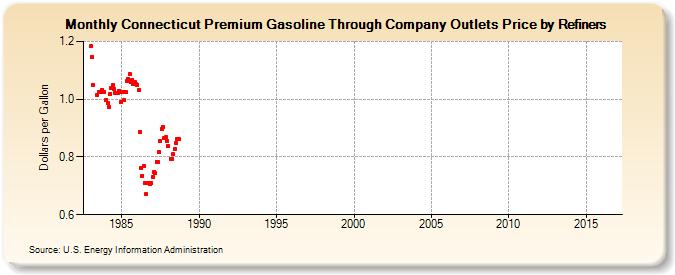 Monthly Connecticut Premium Gasoline Through Company Outlets Price by Refiners
Dollars per Gallon
1.2
1.0
0.8
0.6
1985 1990 1995 2000 2005 2010 2015
Source: U.S. Energy Information Administration